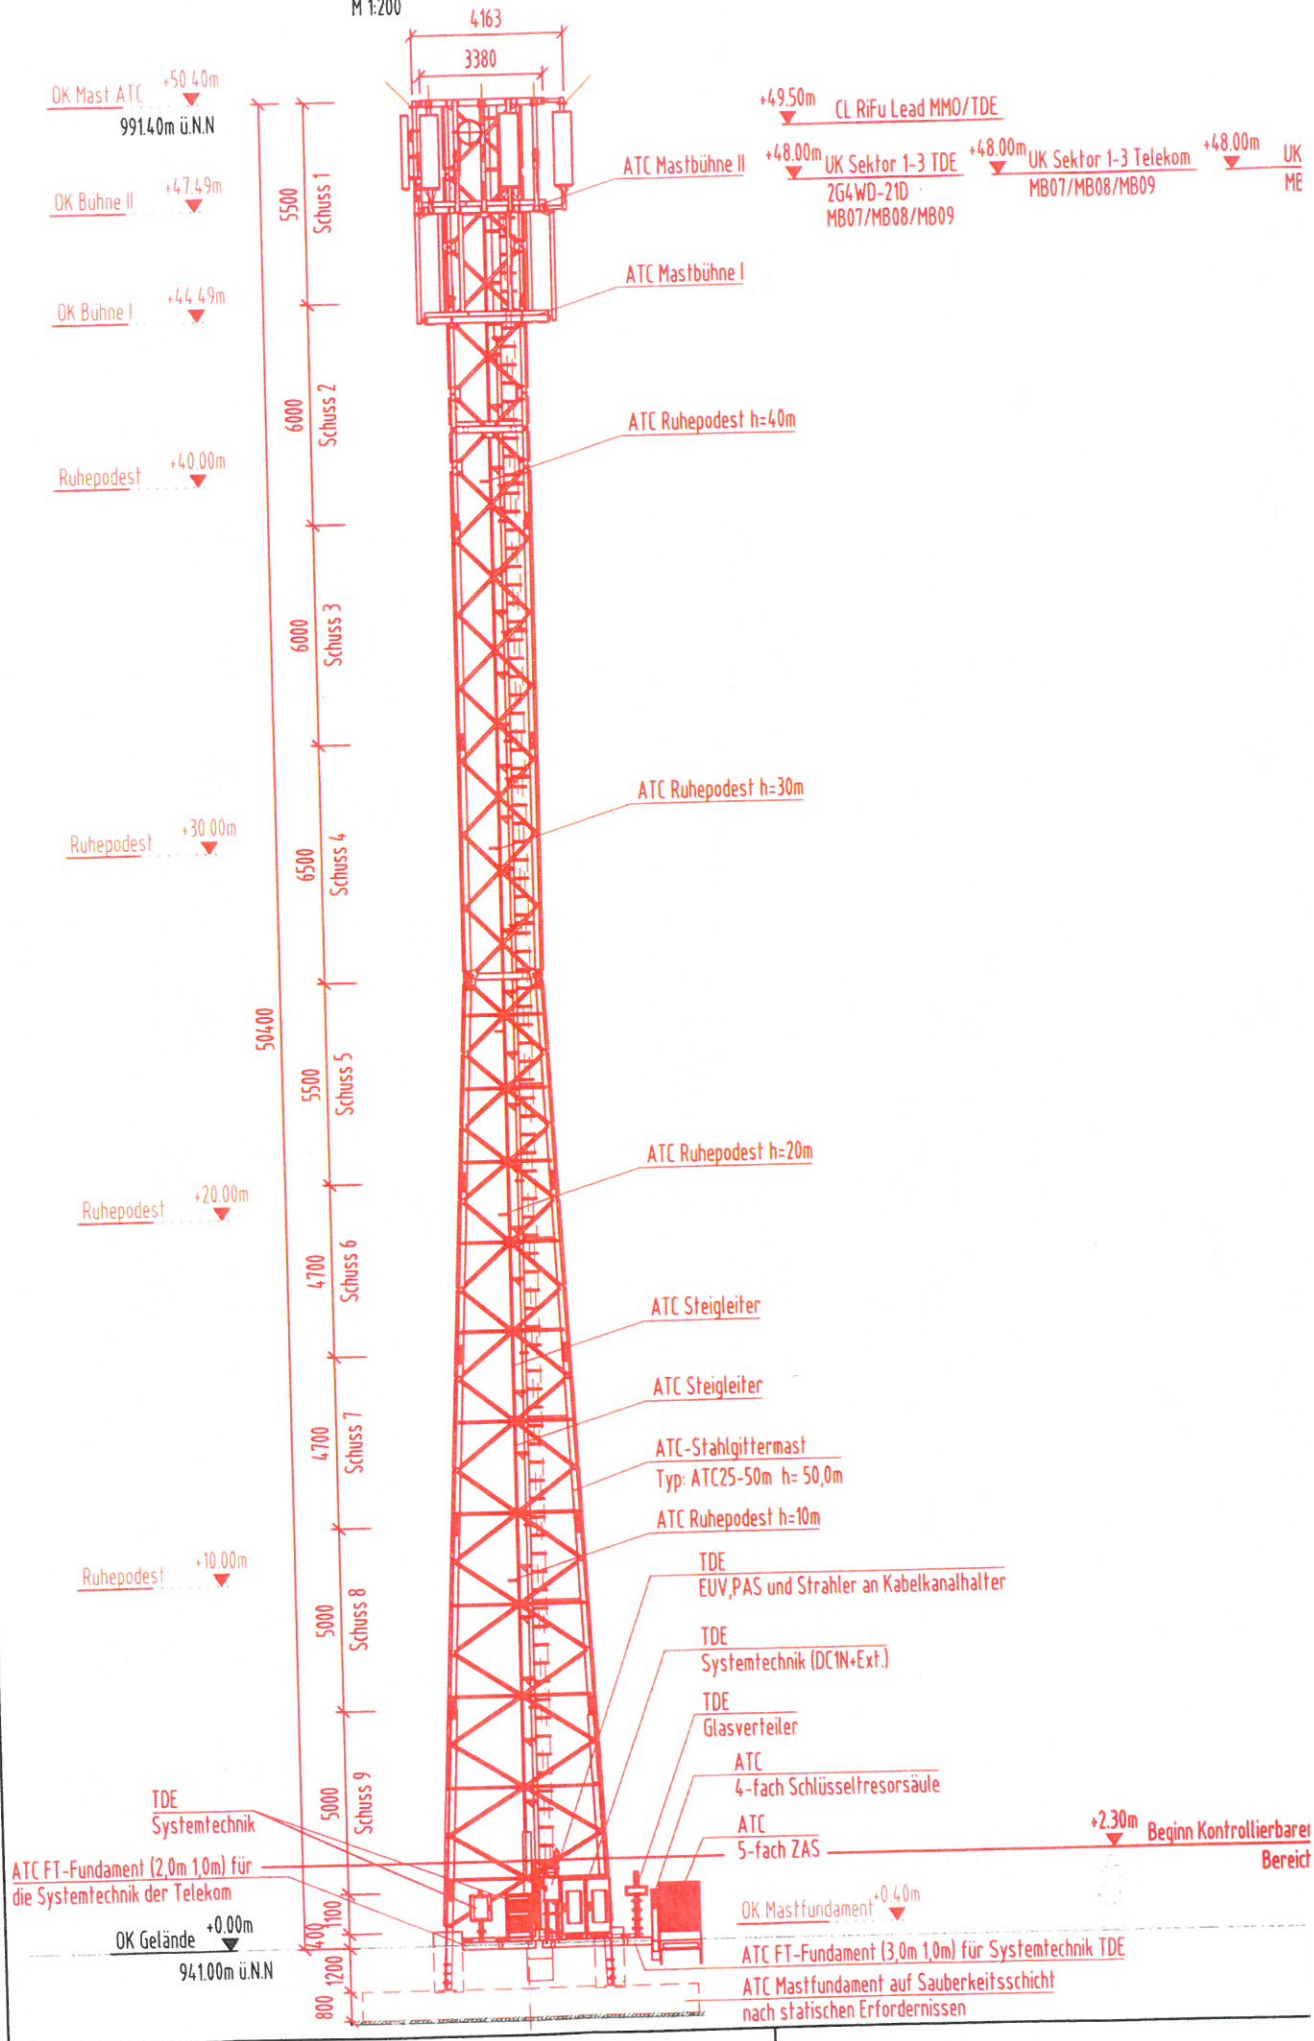 M 1:200
4163
3380
OK Mast ATC +50.40m
991.40m ü.N.N
OK Bühne II +47.49m
OK Bühne I +44.49m
Ruhepodest +40.00m
Ruhepodest +30.00m
Ruhepodest +20.00m
Ruhepodest +10.00m
50400
5500 Schuss 1
6000 Schuss 2
6000 Schuss 3
6500 Schuss 4
5500 Schuss 5
4700 Schuss 6
4700 Schuss 7
5000 Schuss 8
5000 Schuss 9
400
1200
800
+49.50m CL RiFu Lead MMO/TDE
ATC Mastbühne II
+48.00m UK Sektor 1-3 TDE
2G4WD-21D
MB07/MB08/MB09
+48.00m UK Sektor 1-3 Telekom
MB07/MB08/MB09
+48.00m UK
ATC Mastbühne I
ATC Ruhepodest h=40m
ATC Ruhepodest h=30m
ATC Ruhepodest h=20m
ATC Steigleiter
ATC Steigleiter
ATC-Stahlgittermast
Typ: ATC25-50m h= 50,0m
ATC Ruhepodest h=10m
TDE
EUV,PAS und Strahler an Kabelkanalhalter
TDE
Systemtechnik (DC1N+Ext.)
TDE
Glasverteiler
ATC
4-fach Schlüsseltresorsäule
ATC
5-fach ZAS
+2.30m Beginn Kontrollierbarer
Bereich
TDE
Systemtechnik
ATC FT-Fundament (2,0m 1,0m) für
die Systemtechnik der Telekom
OK Gelände +0.00m
941.00m ü.N.N
OK Mastfundament +0.40m
ATC FT-Fundament (3,0m 1,0m) für Systemtechnik TDE
ATC Mastfundament auf Sauberkeitsschicht
nach statischen Erfordernissen